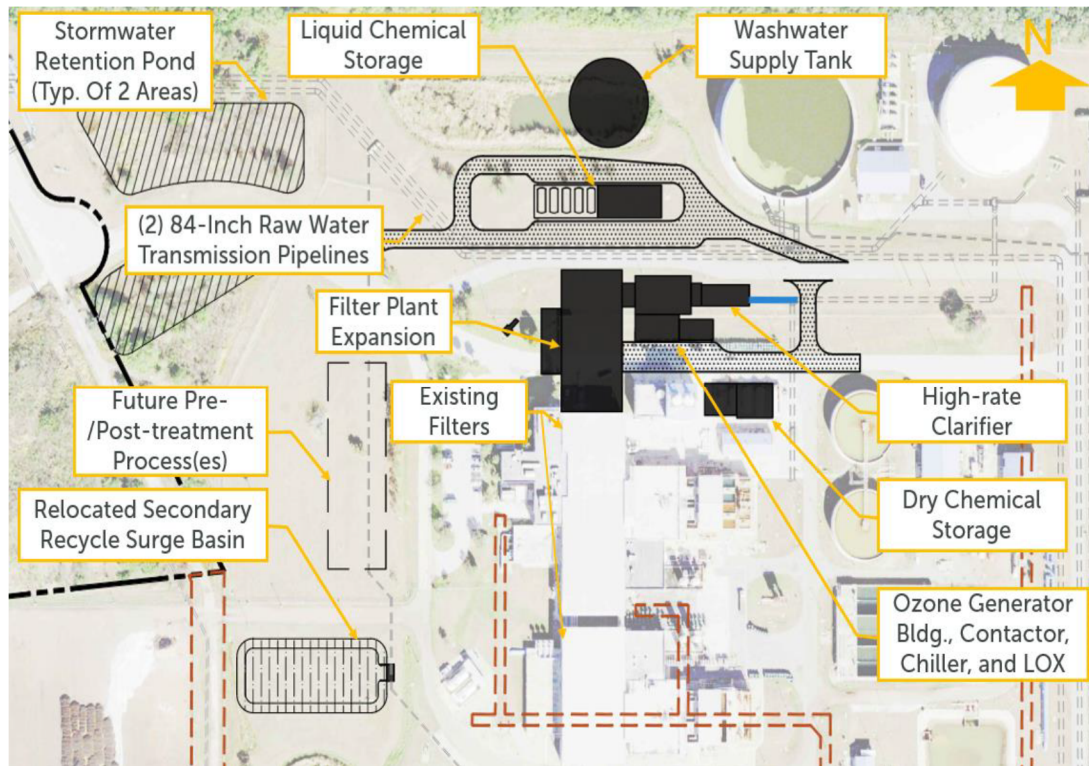 Stormwater
Retention Pond
(Typ. Of 2 Areas)
Liquid Chemical
Storage
Washwater
Supply Tank
N
(2) 84-Inch Raw Water
Transmission Pipelines
Filter Plant
Expansion
Existing
Filters
High-rate
Clarifier
Future Pre-
/Post-treatment
Process(es)
Dry Chemical
Storage
Relocated Secondary
Recycle Surge Basin
Ozone Generator
Bldg., Contactor,
Chiller, and LOX